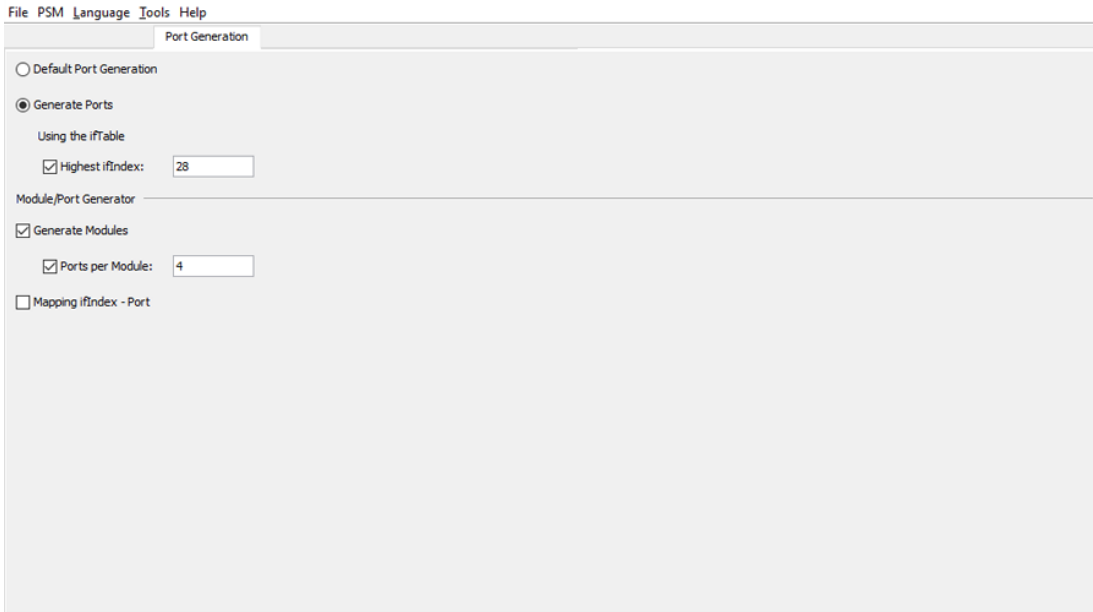 File PSM Language Tools Help
Port Generation
Default Port Generation
Generate Ports
Using the ifTable
Highest ifIndex: 28
Module/Port Generator
Generate Modules
Ports per Module: 4
Mapping ifIndex - Port